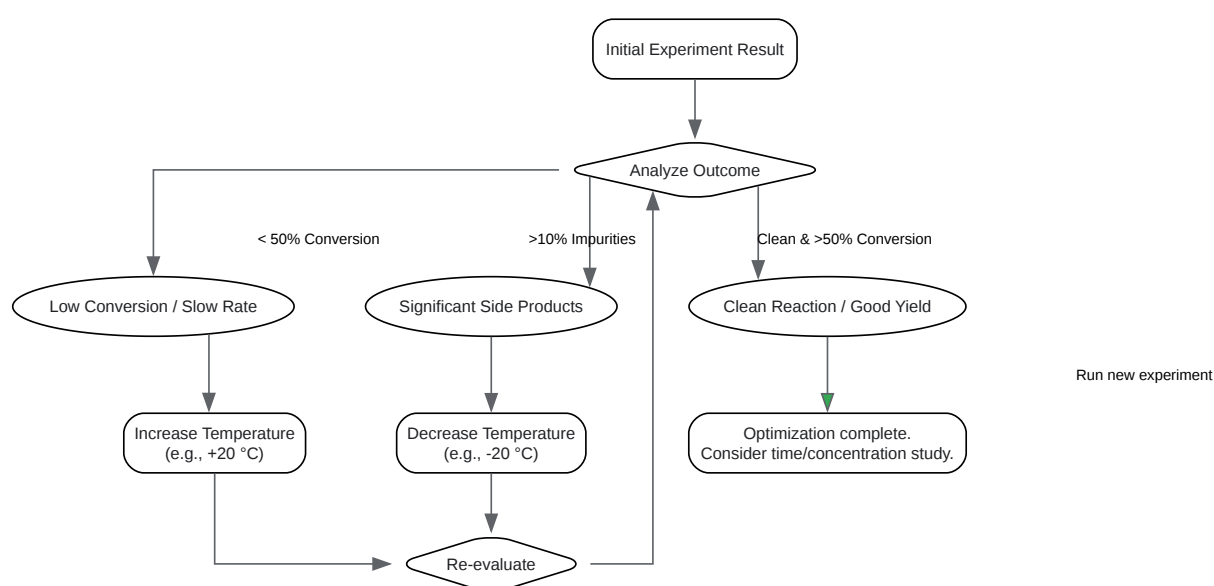 Initial Experiment Result
Analyze Outcome
< 50% Conversion
>10% Impurities
Clean & >50% Conversion
Low Conversion / Slow Rate
Significant Side Products
Clean Reaction / Good Yield
Run new experiment
Increase Temperature
(e.g., +20 °C)
Decrease Temperature
(e.g., -20 °C)
Optimization complete.
Consider time/concentration study.
Re-evaluate